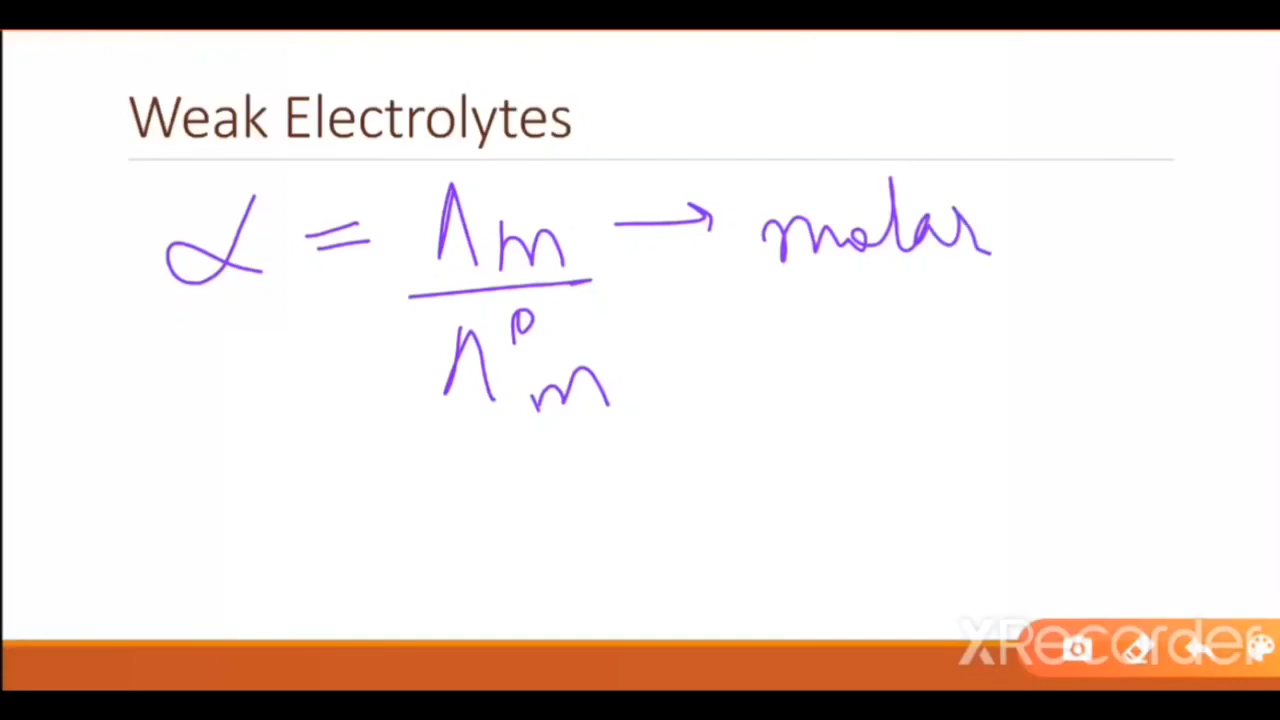 Weak Electrolytes
α = Λm → molar
Λ°m
XRecorder